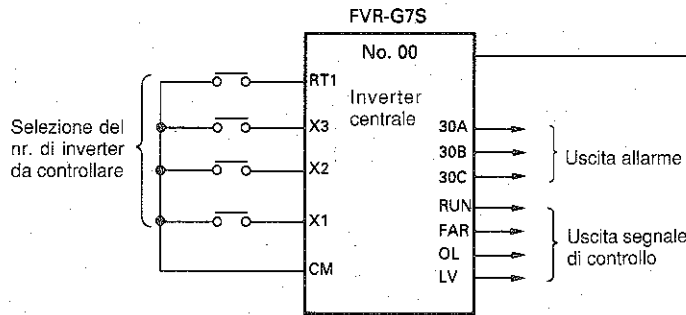 FVR-G7S
No. 00
Inverter
centrale
RT1
X3
X2
X1
CM
Selezione del
nr. di inverter
da controllare
30A
30B
30C
RUN
FAR
OL
LV
Uscita allarme
Uscita segnale
di controllo